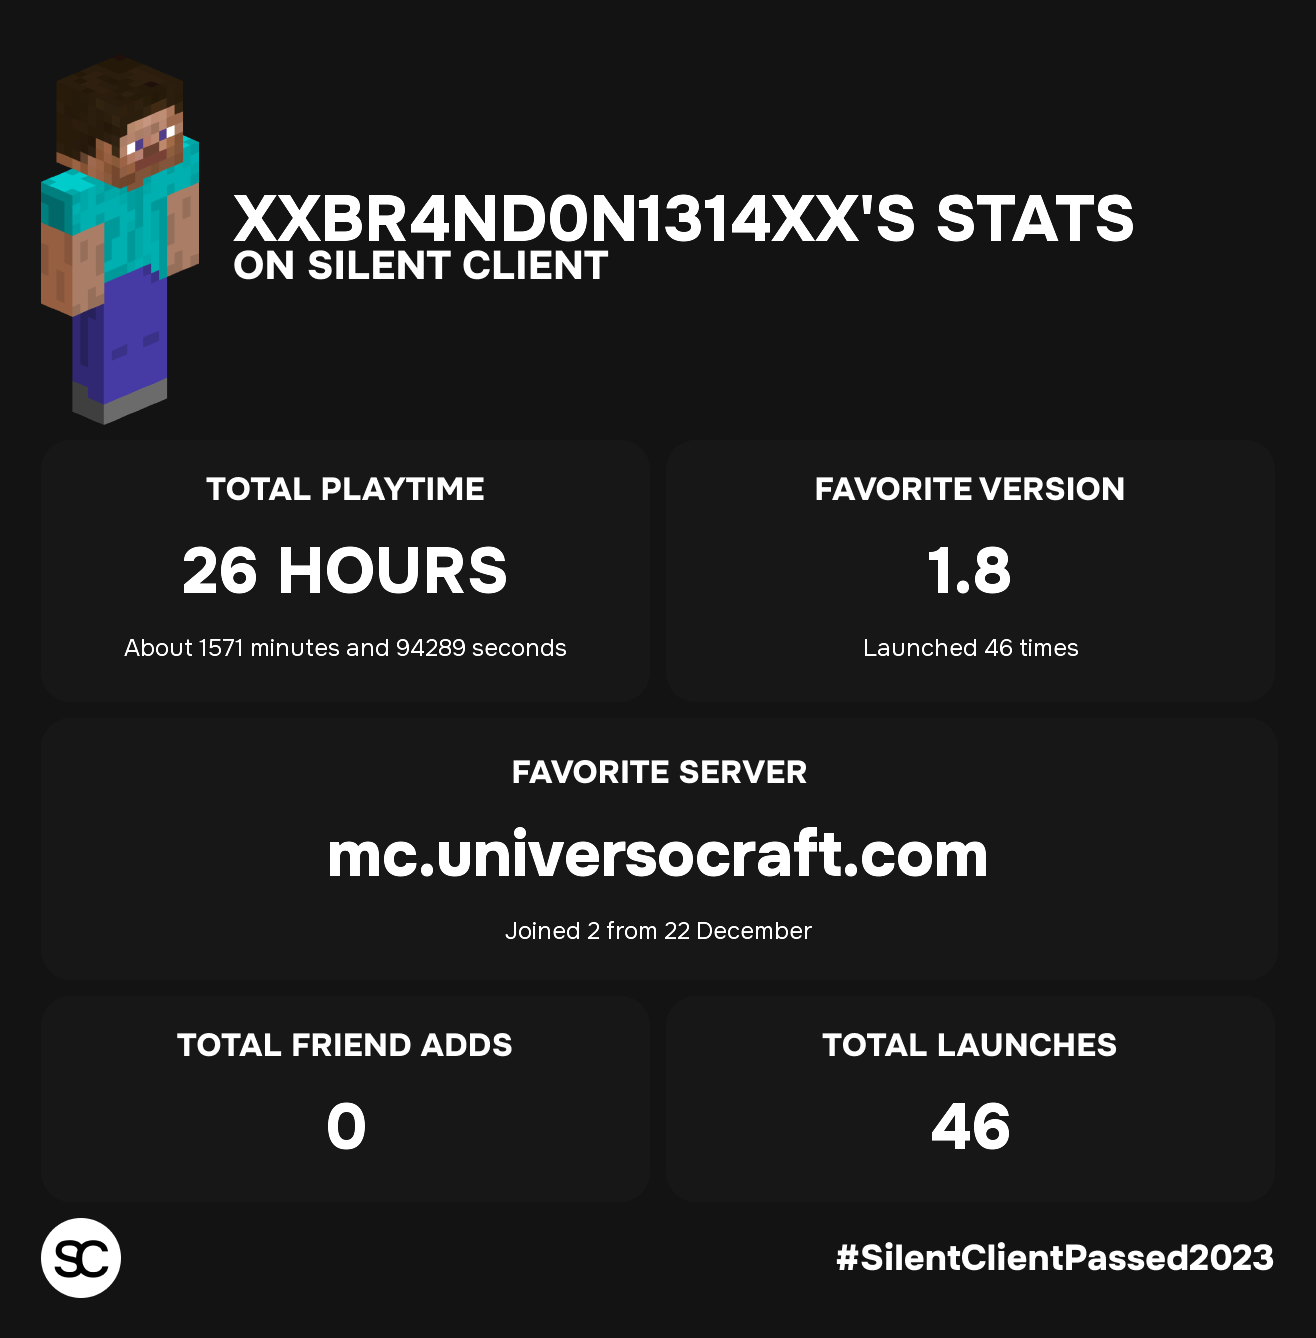 XXBR4ND0N1314XX'S STATS
ON SILENT CLIENT
TOTAL PLAYTIME
26 HOURS
About 1571 minutes and 94289 seconds
FAVORITE VERSION
1.8
Launched 46 times
FAVORITE SERVER
mc.universocraft.com
Joined 2 from 22 December
TOTAL FRIEND ADDS
0
TOTAL LAUNCHES
46
SC
#SilentClientPassed2023